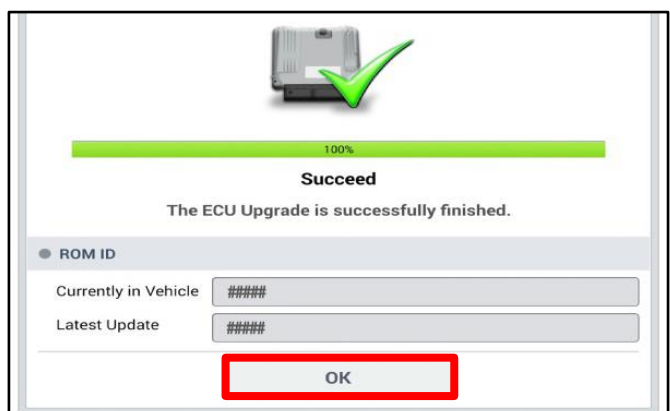 100%
Succeed
The ECU Upgrade is successfully finished.
ROM ID
Currently in Vehicle #####
Latest Update #####
OK